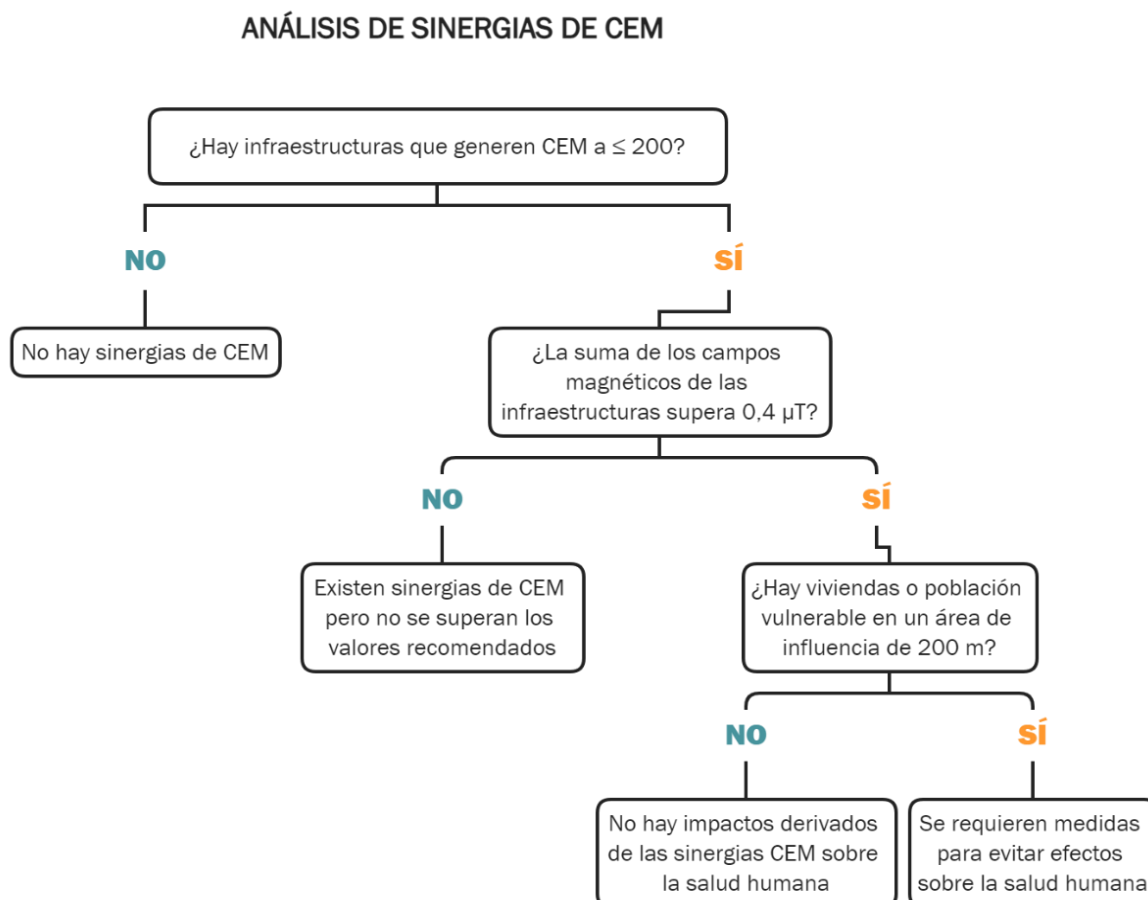 ANÁLISIS DE SINERGIAS DE CEM
¿Hay infraestructuras que generen CEM a ≤ 200?
NO
SÍ
No hay sinergias de CEM
¿La suma de los campos
magnéticos de las
infraestructuras supera 0,4 µT?
NO
SÍ
Existen sinergias de CEM
pero no se superan los
valores recomendados
¿Hay viviendas o población
vulnerable en un área de
influencia de 200 m?
NO
SÍ
No hay impactos derivados
de las sinergias CEM sobre
la salud humana
Se requieren medidas
para evitar efectos
sobre la salud humana